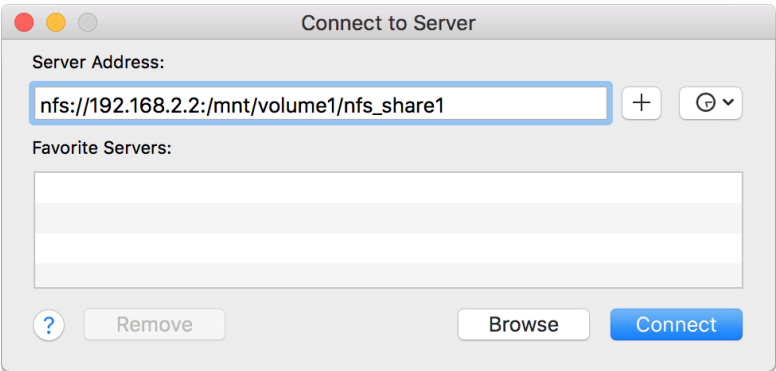 Connect to Server
Server Address:
nfs://192.168.2.2:/mnt/volume1/nfs_share1
Favorite Servers:
? Remove Browse Connect